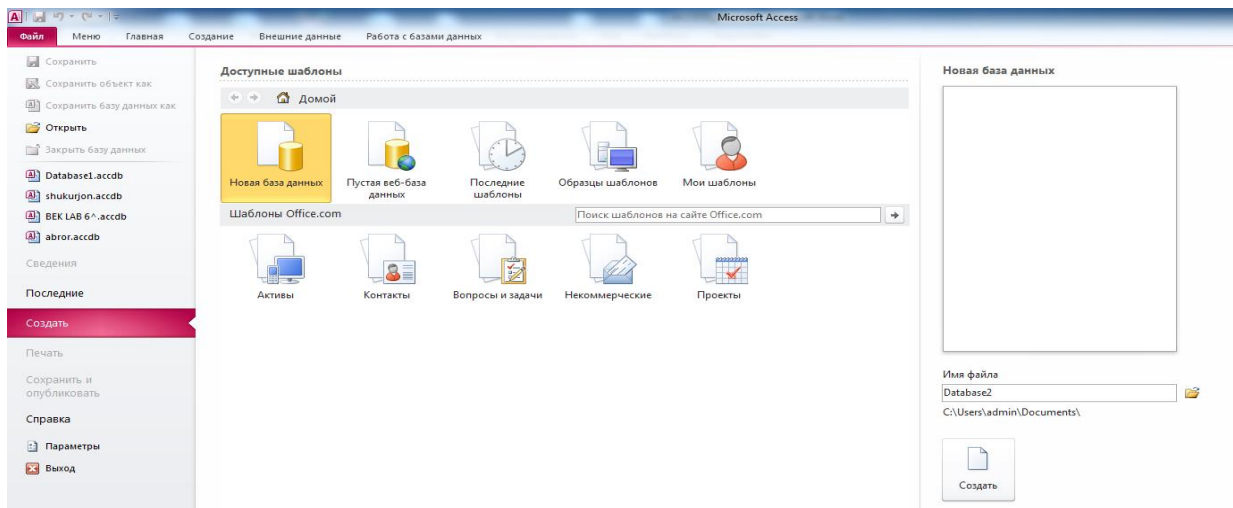 Microsoft Access
Файл Меню Главная Создание Внешние данные Работа с базами данных
Сохранить
Сохранить объект как
Сохранить базу данных как
Открыть
Закрыть базу данных
Database1.accdb
shukurjon.accdb
BEK LAB 6^.accdb
abror.accdb
Сведения
Последние
Создать
Печать
Сохранить и
опубликовать
Справка
Параметры
Выход
Доступные шаблоны
Домой
Новая база данных
Пустая веб-база
данных
Последние
шаблоны
Образцы шаблонов
Мои шаблоны
Шаблоны Office.com
Поиск шаблонов на сайте Office.com
Активы
Контакты
Вопросы и задачи
Некоммерческие
Проекты
Новая база данных
Имя файла
Database2
C:\Users\admin\Documents\
Создать